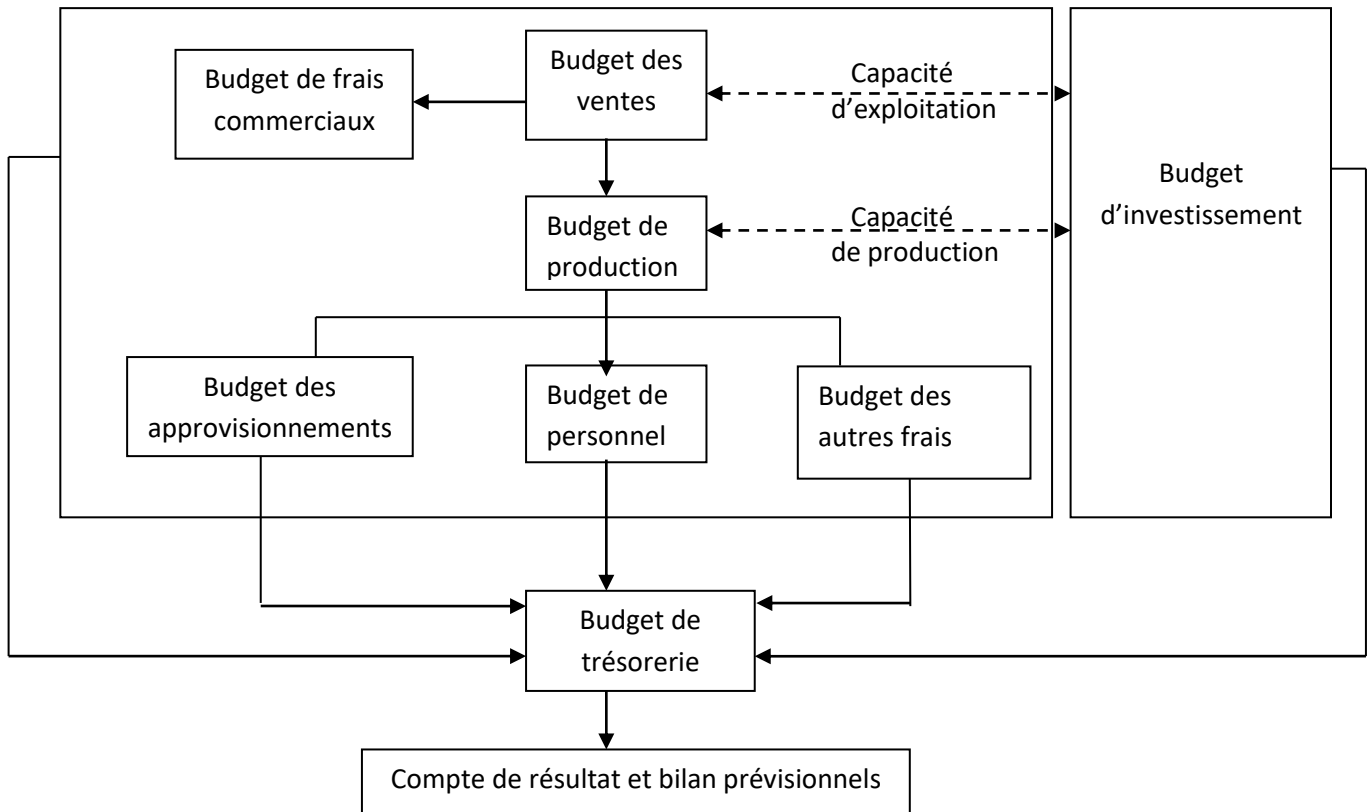 Budget de frais
commerciaux
Budget des
ventes
Capacité
d’exploitation
Budget
d’investissement
Budget de
production
Capacité
de production
Budget des
approvisionnements
Budget de
personnel
Budget des
autres frais
Budget de
trésorerie
Compte de résultat et bilan prévisionnels